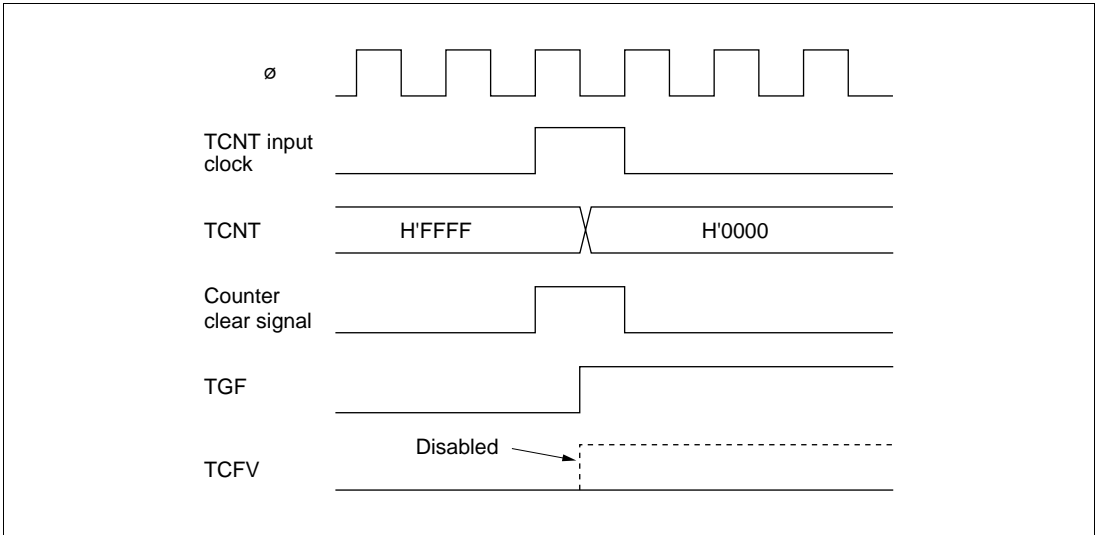 ø
TCNT input
clock
TCNT
H'FFFF
H'0000
Counter
clear signal
TGF
Disabled
TCFV